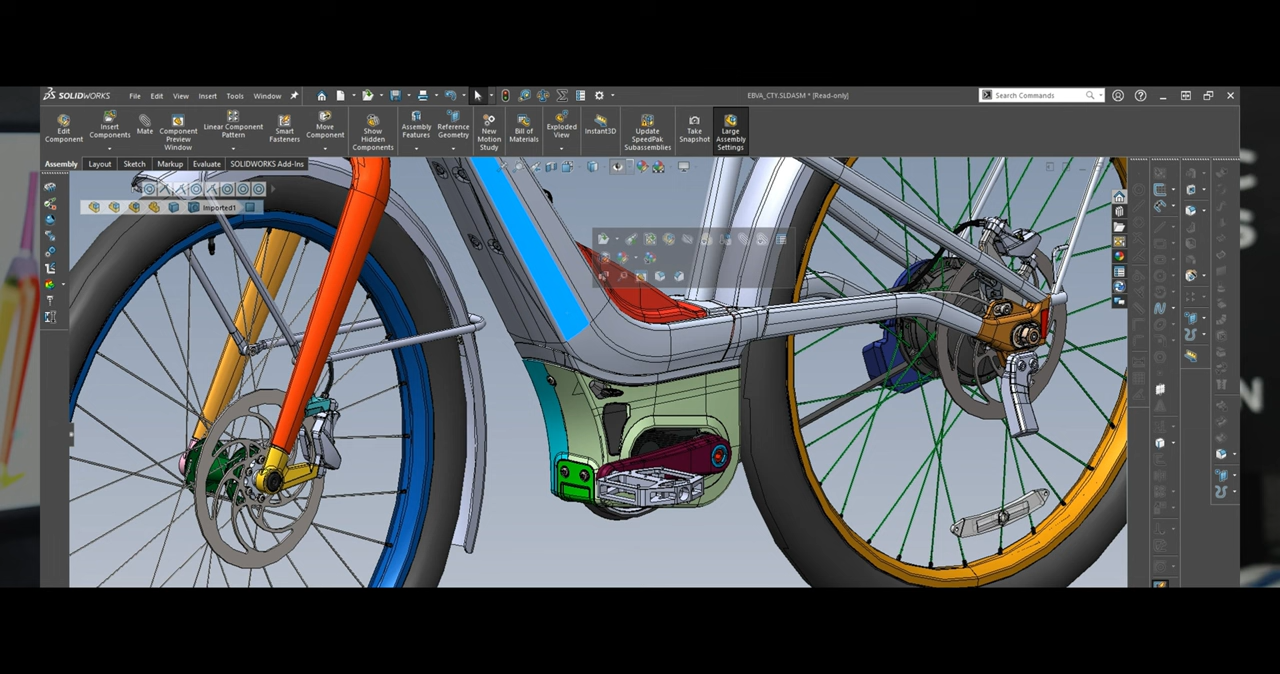 SOLIDWORKS File Edit View Insert Tools Window EBVA_CTY.SLDASM * [Read-only] Search Commands
Edit Component
Insert Components
Mate
Component Preview Window
Linear Component Pattern
Smart Fasteners
Move Component
Show Hidden Components
Assembly Features
Reference Geometry
New Motion Study
Bill of Materials
Exploded View
Instant3D
Update SpeedPak Subassemblies
Take Snapshot
Large Assembly Settings
Assembly Layout Sketch Markup Evaluate SOLIDWORKS Add-Ins
Imported1